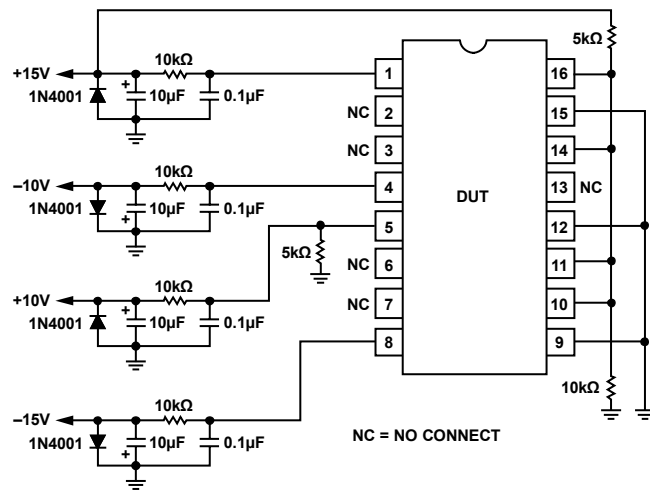 5kΩ
+15V
10kΩ
1N4001
+
10μF
0.1μF
1
16
NC
2
15
NC
3
14
–10V
10kΩ
1N4001
10μF
+
0.1μF
4
13
NC
DUT
5
12
5kΩ
NC
6
11
+10V
10kΩ
1N4001
+
10μF
0.1μF
NC
7
10
8
9
–15V
10kΩ
1N4001
10μF
+
0.1μF
10kΩ
NC = NO CONNECT